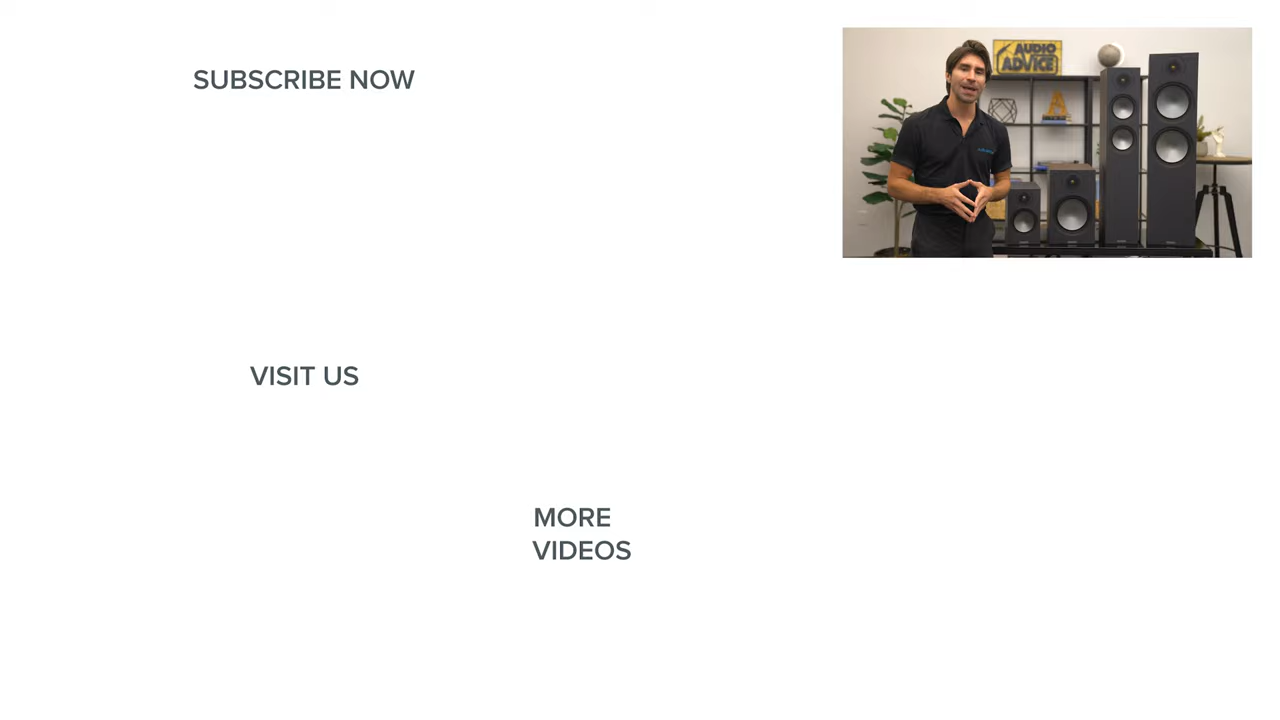 SUBSCRIBE NOW
AUDIO
ADVICE
VISIT US
MORE
VIDEOS